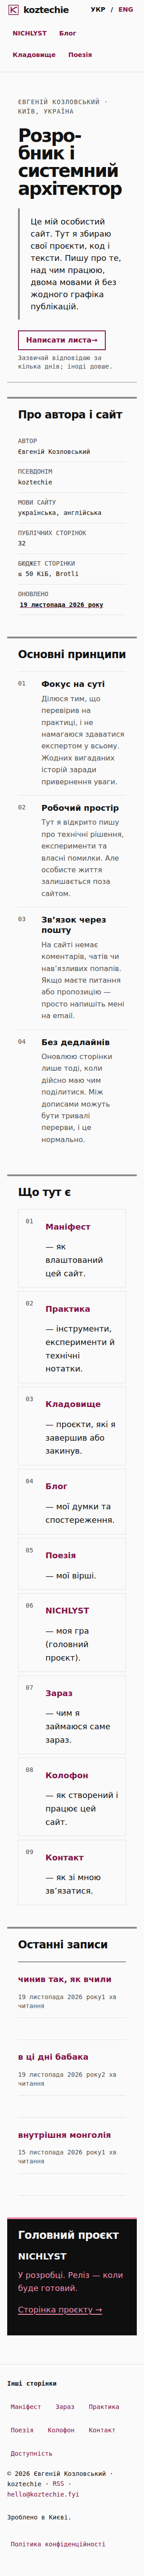 koztechie
УКР / ENG
NICHLYST Блог
Кладовище Поезія
ЄВГЕНІЙ КОЗЛОВСЬКИЙ ·
КИЇВ, УКРАЇНА
Розро-
бник і
системний
архітектор
Це мій особистий
сайт. Тут я збираю
свої проєкти, код і
тексти. Пишу про те,
над чим працюю,
двома мовами й без
жодного графіка
публікацій.
Написати листа→
Зазвичай відповідаю за
кілька днів; іноді довше.
Про автора і сайт
АВТОР
Євгеній Козловський
ПСЕВДОНІМ
koztechie
МОВИ САЙТУ
українська, англійська
ПУБЛІЧНИХ СТОРІНОК
32
БЮДЖЕТ СТОРІНКИ
≤ 50 КіБ, Brotli
ОНОВЛЕНО
19 листопада 2026 року
Основні принципи
01 Фокус на суті
Ділюся тим, що
перевірив на
практиці, і не
намагаюся здаватися
експертом у всьому.
Жодних вигаданих
історій заради
привернення уваги.
02 Робочий простір
Тут я відкрито пишу
про технічні рішення,
експерименти та
власні помилки. Але
особисте життя
залишається поза
сайтом.
03 Зв’язок через
пошту
На сайті немає
коментарів, чатів чи
нав’язливих попапів.
Якщо маєте питання
або пропозицію —
просто напишіть мені
на email.
04 Без дедлайнів
Оновлюю сторінки
лише тоді, коли
дійсно маю чим
поділитися. Між
дописами можуть
бути тривалі
перерви, і це
нормально.
Що тут є
01 Маніфест
— як
влаштований
цей сайт.
02 Практика
— інструменти,
експерименти й
технічні
нотатки.
03 Кладовище
— проєкти, які я
завершив або
закинув.
04 Блог
— мої думки та
спостереження.
05 Поезія
— мої вірші.
06 NICHLYST
— моя гра
(головний
проєкт).
07 Зараз
— чим я
займаюся саме
зараз.
08 Колофон
— як створений і
працює цей
сайт.
09 Контакт
— як зі мною
зв’язатися.
Останні записи
чинив так, як вчили
19 листопада 2026 року1 хв
читання
в ці дні бабака
19 листопада 2026 року2 хв
читання
внутрішня монголія
15 листопада 2026 року1 хв
читання
Головний проєкт
NICHLYST
У розробці. Реліз — коли
буде готовий.
Сторінка проєкту →
Інші сторінки
Маніфест Зараз Практика
Поезія Колофон Контакт
Доступність
© 2026 Євгеній Козловський ·
koztechie · RSS ·
hello@koztechie.fyi
Зроблено в Києві.
Політика конфіденційності